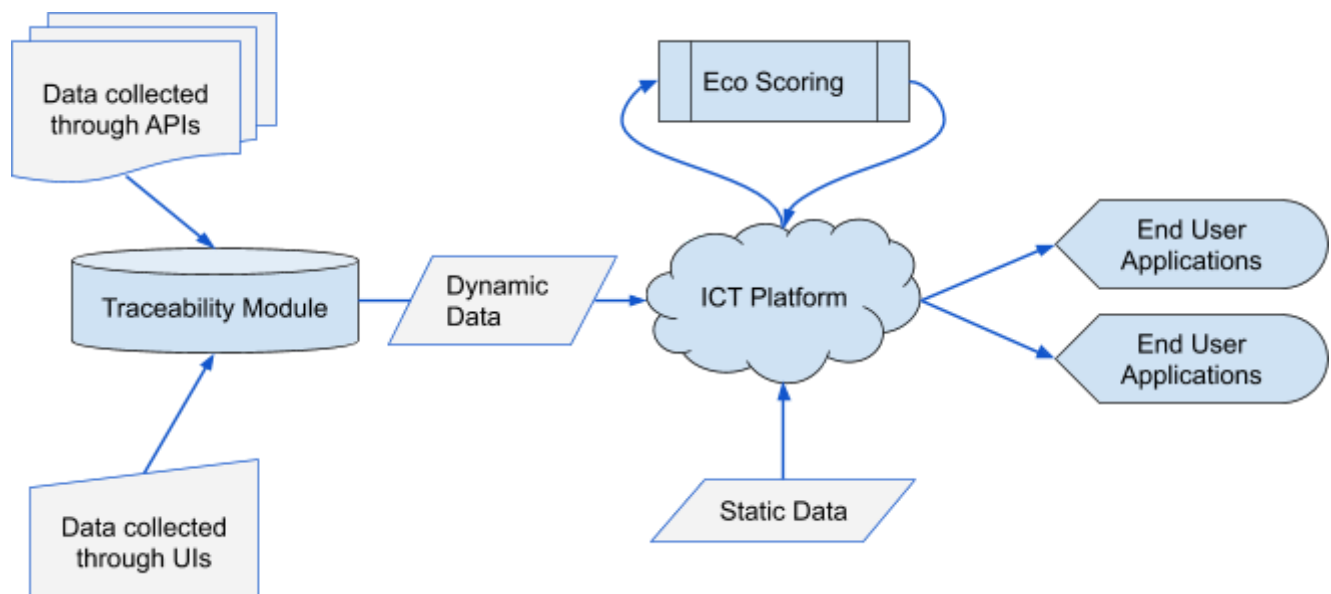 Data collected
through APIs
Eco Scoring
Traceability Module
Dynamic
Data
ICT Platform
End User
Applications
End User
Applications
Data collected
through UIs
Static Data